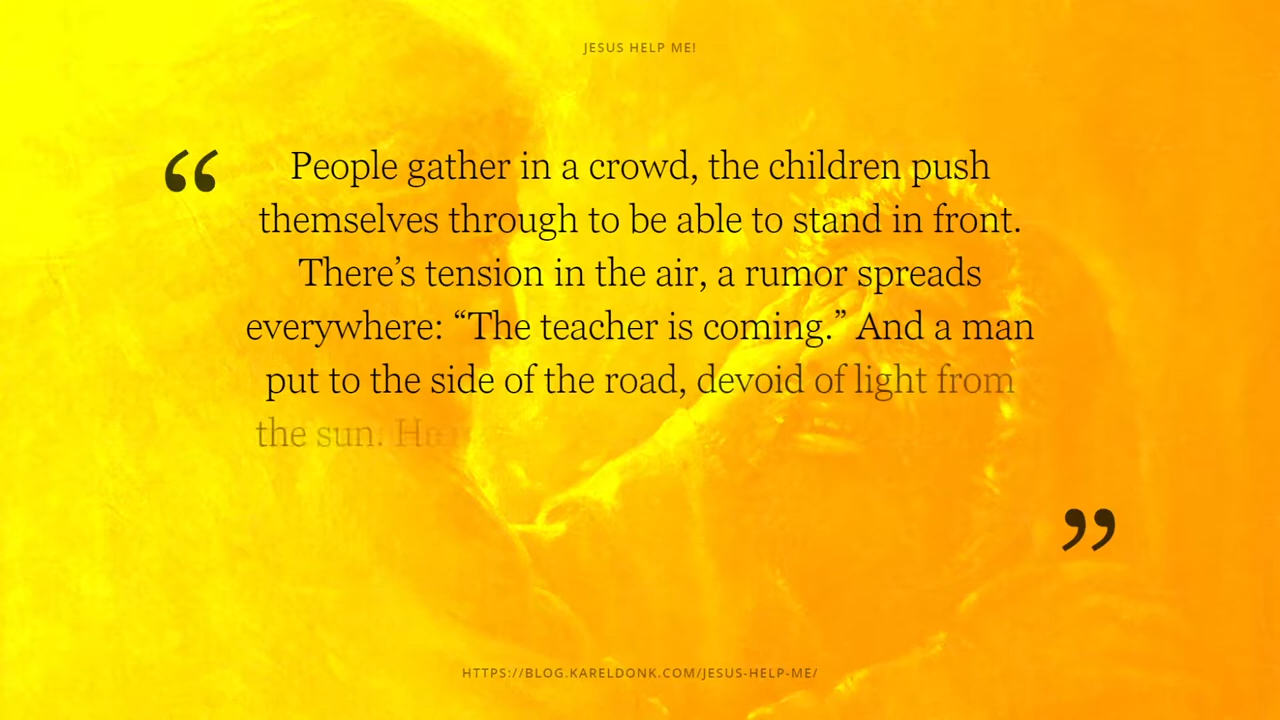 JESUS HELP ME!
“ People gather in a crowd, the children push
themselves through to be able to stand in front.
There’s tension in the air, a rumor spreads
everywhere: “The teacher is coming.” And a man
put to the side of the road, devoid of light from
the sun. ”
HTTPS://BLOG.KARELDONK.COM/JESUS-HELP-ME/